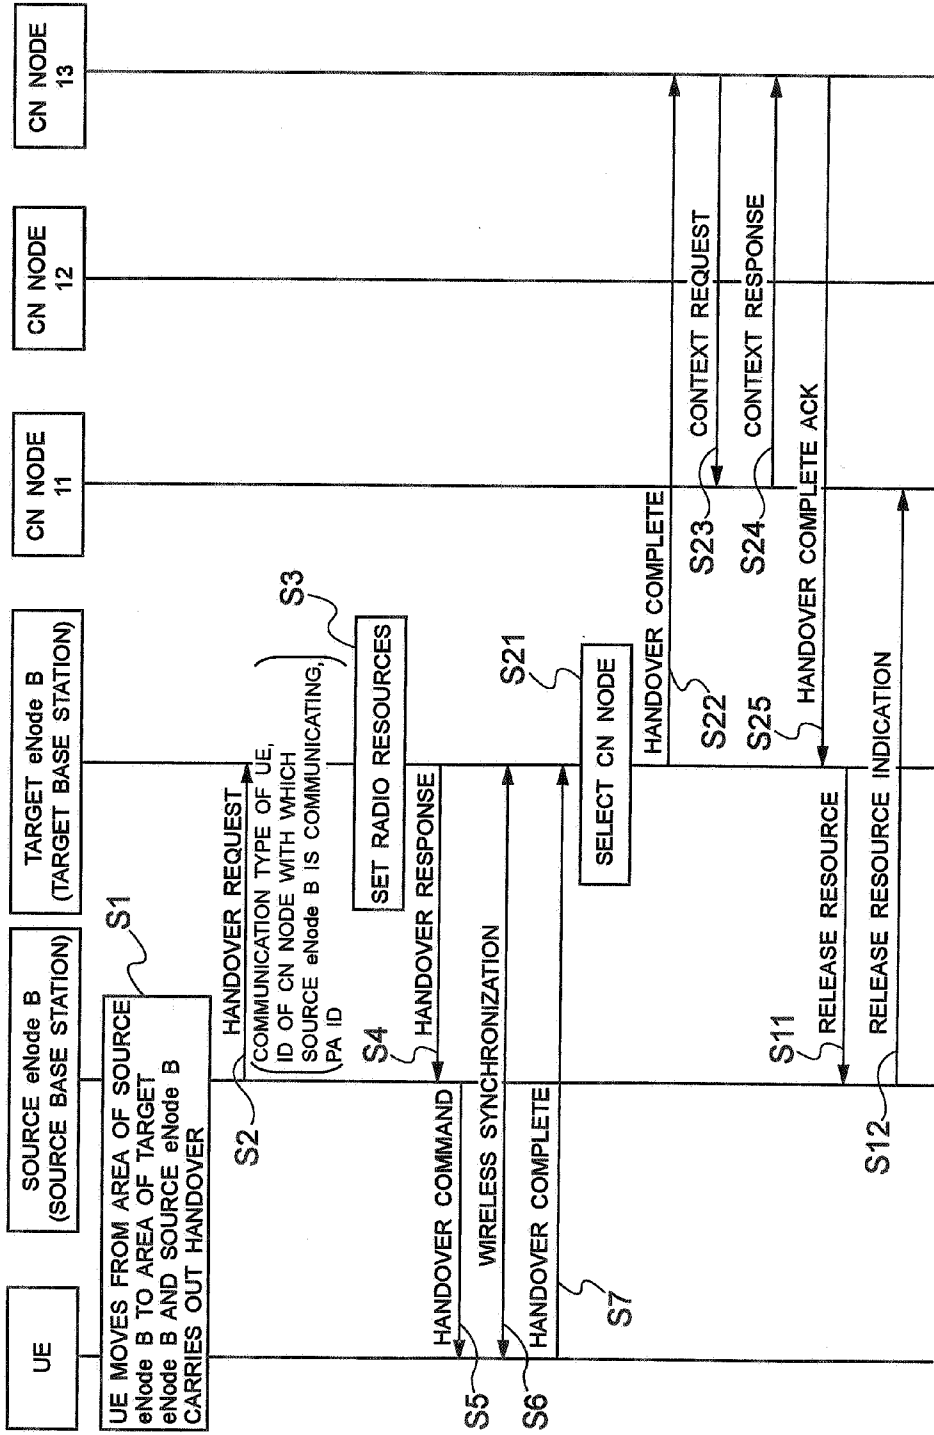 UE
SOURCE eNode B
(SOURCE BASE STATION)
TARGET eNode B
(TARGET BASE STATION)
CN NODE
11
CN NODE
12
CN NODE
13
UE MOVES FROM AREA OF SOURCE
eNode B TO AREA OF TARGET
eNode B AND SOURCE eNode B
CARRIES OUT HANDOVER
S1
HANDOVER REQUEST
S2
COMMUNICATION TYPE OF UE,
ID OF CN NODE WITH WHICH
SOURCE eNode B IS COMMUNICATING,
PA ID
S3
SET RADIO RESOURCES
S4
HANDOVER RESPONSE
HANDOVER COMMAND
S5
WIRELESS SYNCHRONIZATION
S6
HANDOVER COMPLETE
S7
S21
SELECT CN NODE
HANDOVER COMPLETE
S22
CONTEXT REQUEST
S23
CONTEXT RESPONSE
S24
HANDOVER COMPLETE ACK
S25
RELEASE RESOURCE
S11
RELEASE RESOURCE INDICATION
S12